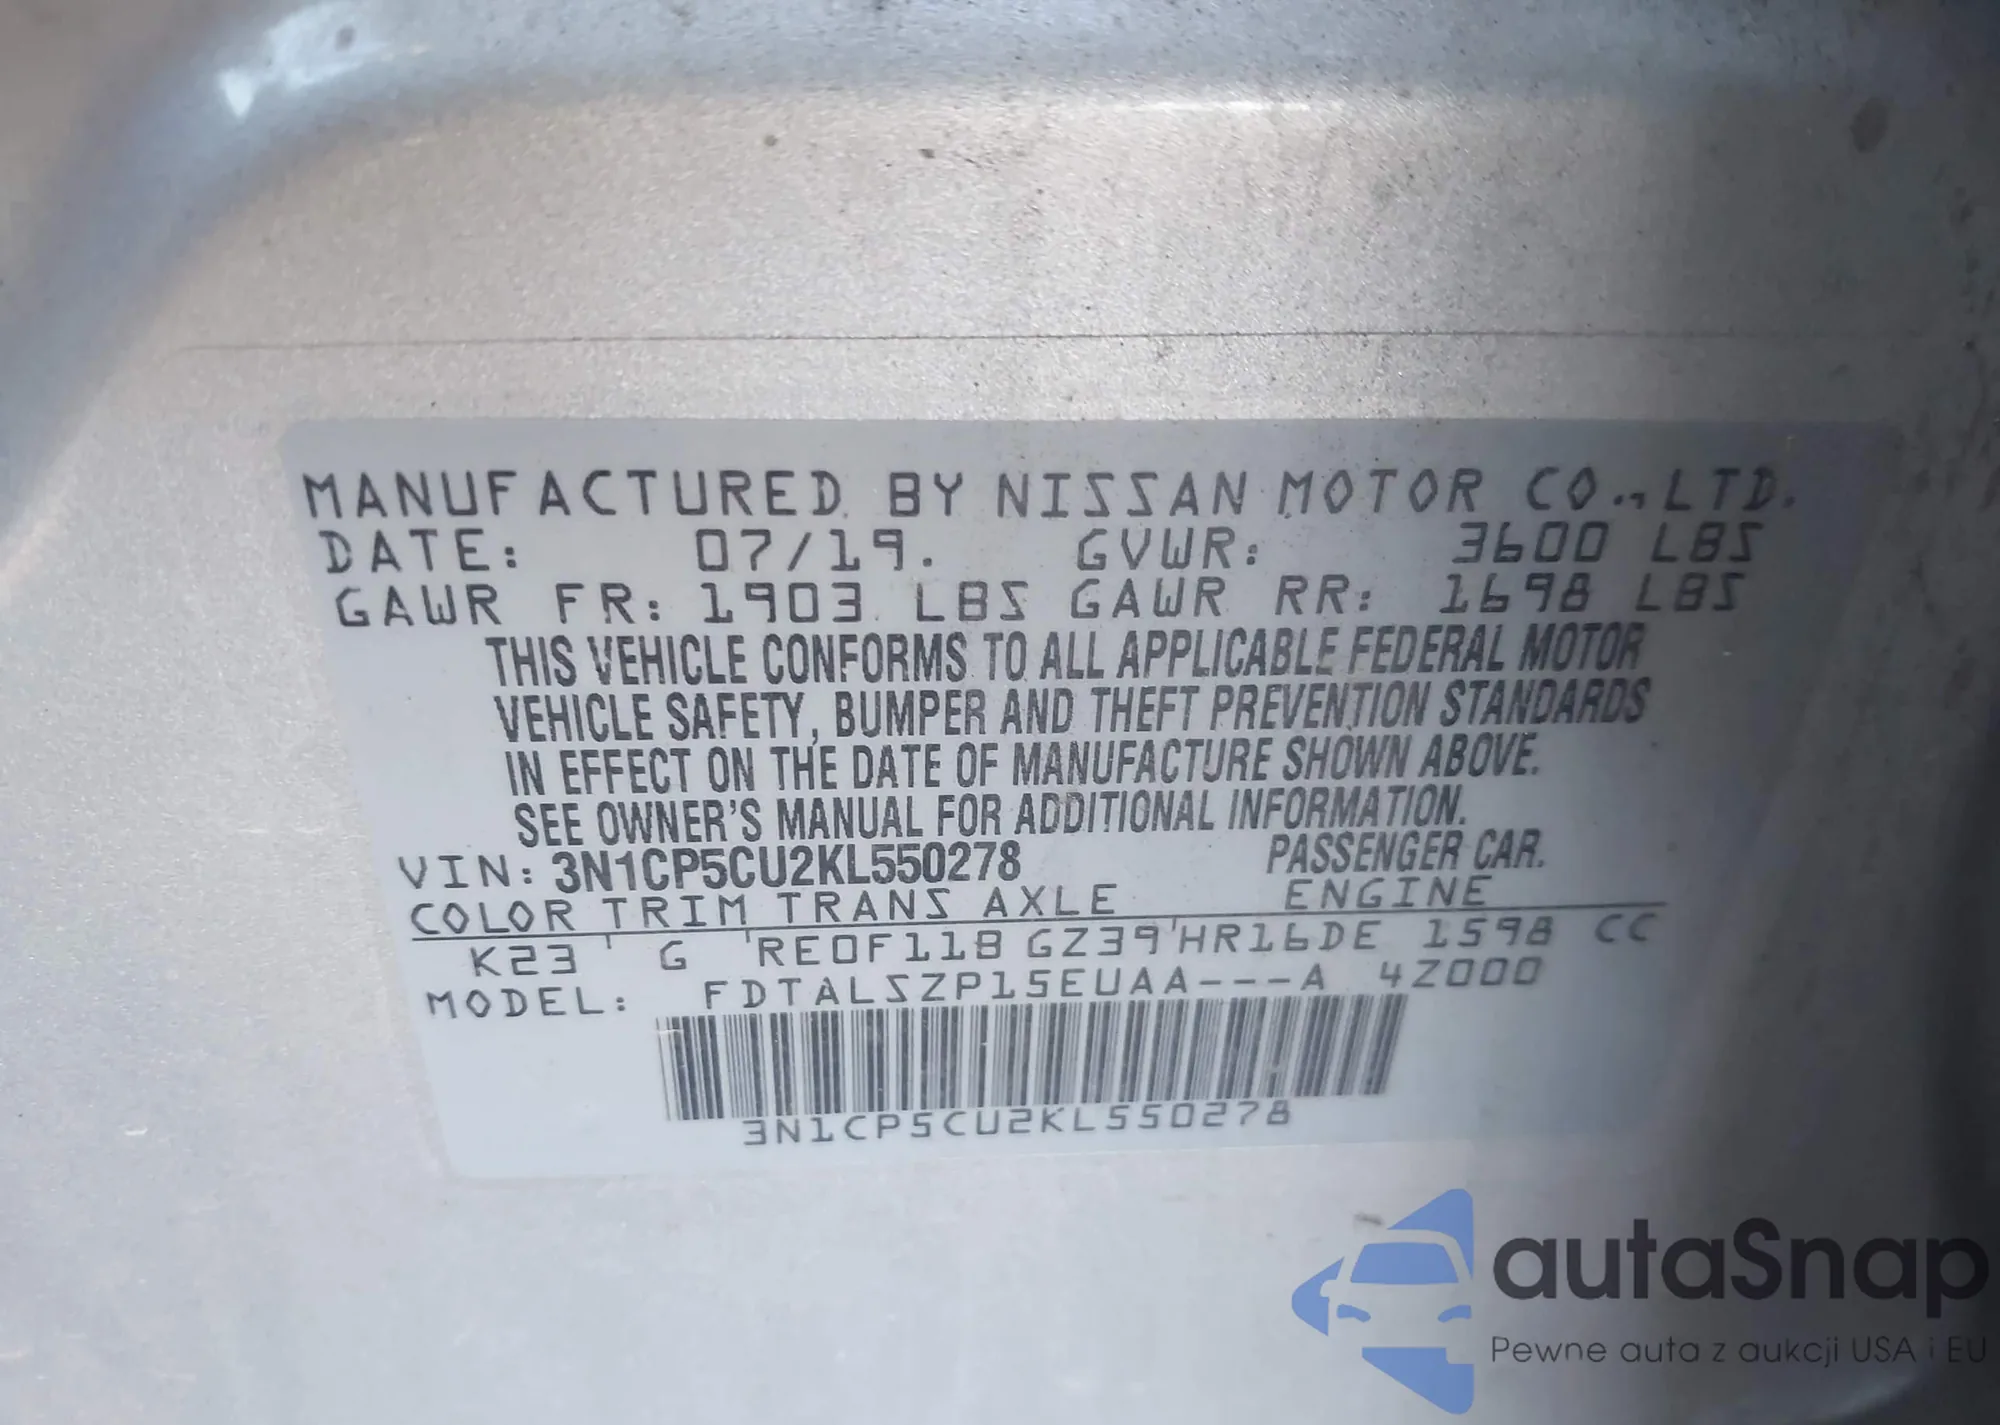 MANUFACTURED BY NISSAN MOTOR CO., LTD.
DATE: 07/19. GVWR: 3600 LBS
GAWR FR: 1903 LBS GAWR RR: 1698 LBS
THIS VEHICLE CONFORMS TO ALL APPLICABLE FEDERAL MOTOR
VEHICLE SAFETY, BUMPER AND THEFT PREVENTION STANDARDS
IN EFFECT ON THE DATE OF MANUFACTURE SHOWN ABOVE.
SEE OWNER'S MANUAL FOR ADDITIONAL INFORMATION.
VIN: 3N1CP5CU2KL550278 PASSENGER CAR.
COLOR TRIM TRANS AXLE ENGINE
K23 G RE0F11B GZ39 HR16DE 1598 CC
MODEL: FDTALSZP15EUAA---A 4Z000
3N1CP5CU2KL550278
autaSnap
Pewne auta z aukcji USA i EU